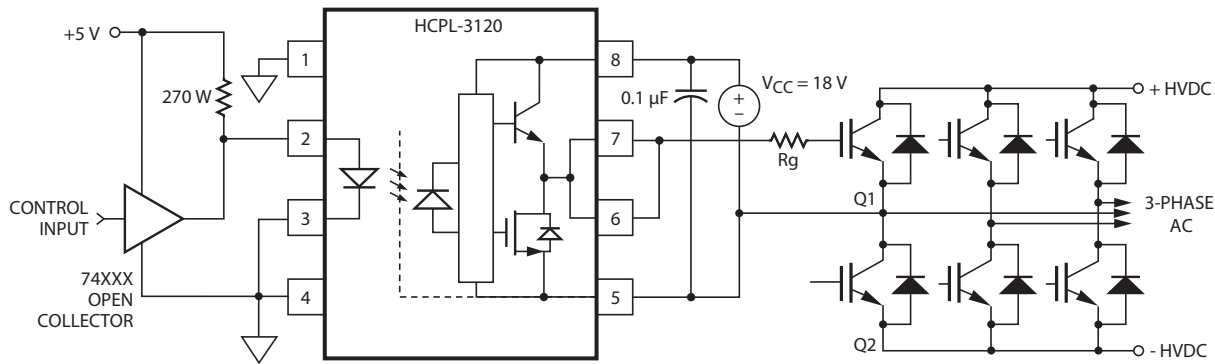 HCPL-3120
+5 V
270 W
1
2
3
4
8
7
6
5
0.1 µF
VCC = 18 V
+
−
Rg
+ HVDC
Q1
3-PHASE
AC
CONTROL
INPUT
74XXX
OPEN
COLLECTOR
Q2
- HVDC